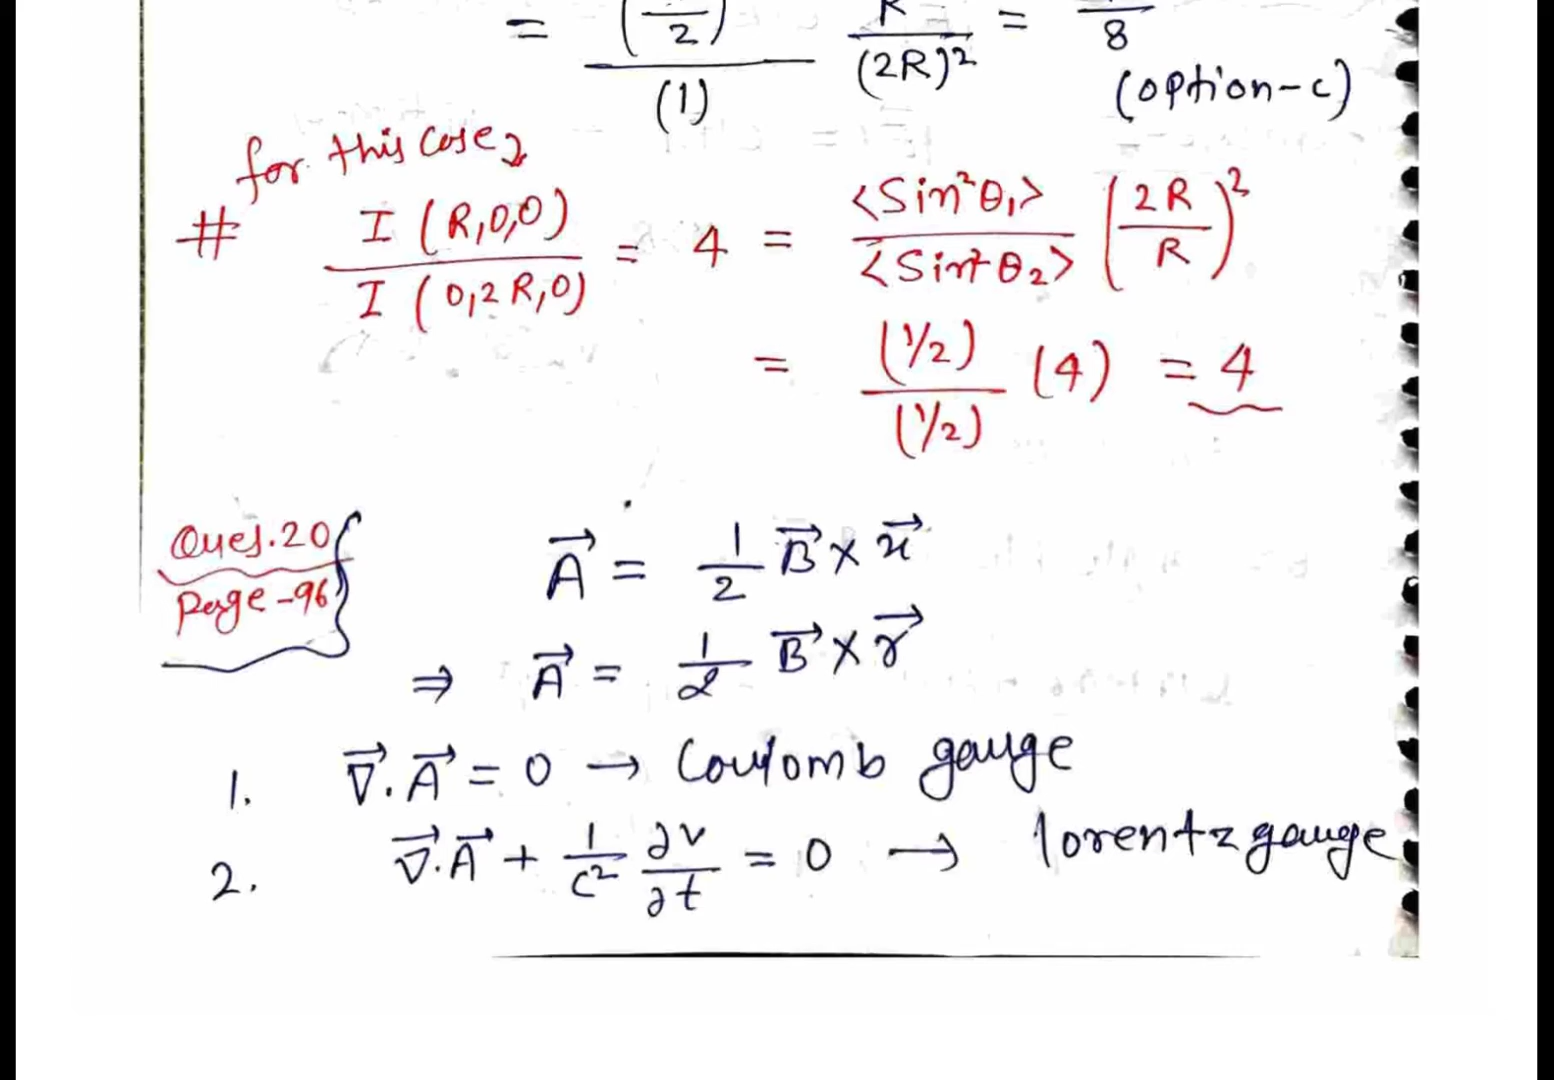 = (—/2)/(1) R/(2R)² = —/8
(option-c)
for this case,
# I (R,0,0)/I (0,2R,0) = 4 = <Sin²θ₁>/<Sin²θ₂> (2R/R)²
= (1/2)/(1/2) (4) = 4
Ques.20
Page-96
A⃗ = 1/2 B⃗ × x⃗
⇒ A⃗ = 1/2 B⃗ × r⃗
1. ∇⃗.A⃗ = 0 → Coulomb gauge
2. ∇⃗.A⃗ + 1/c² ∂v/∂t = 0 → lorentz gauge